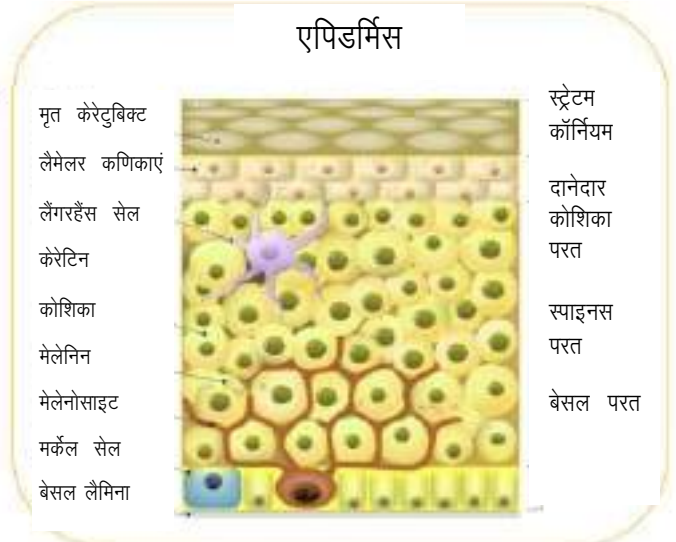 एपिडर्मिस
मृत केरेटुबिक्ट
लैमेलर कणिकाएं
लैंगरहैंस सेल
केरेटिन
कोशिका
मेलेनिन
मेलेनोसाइट
मर्केल सेल
बेसल लैमिना
स्ट्रेटम
कॉर्नियम
दानेदार
कोशिका
परत
स्पाइनस
परत
बेसल परत